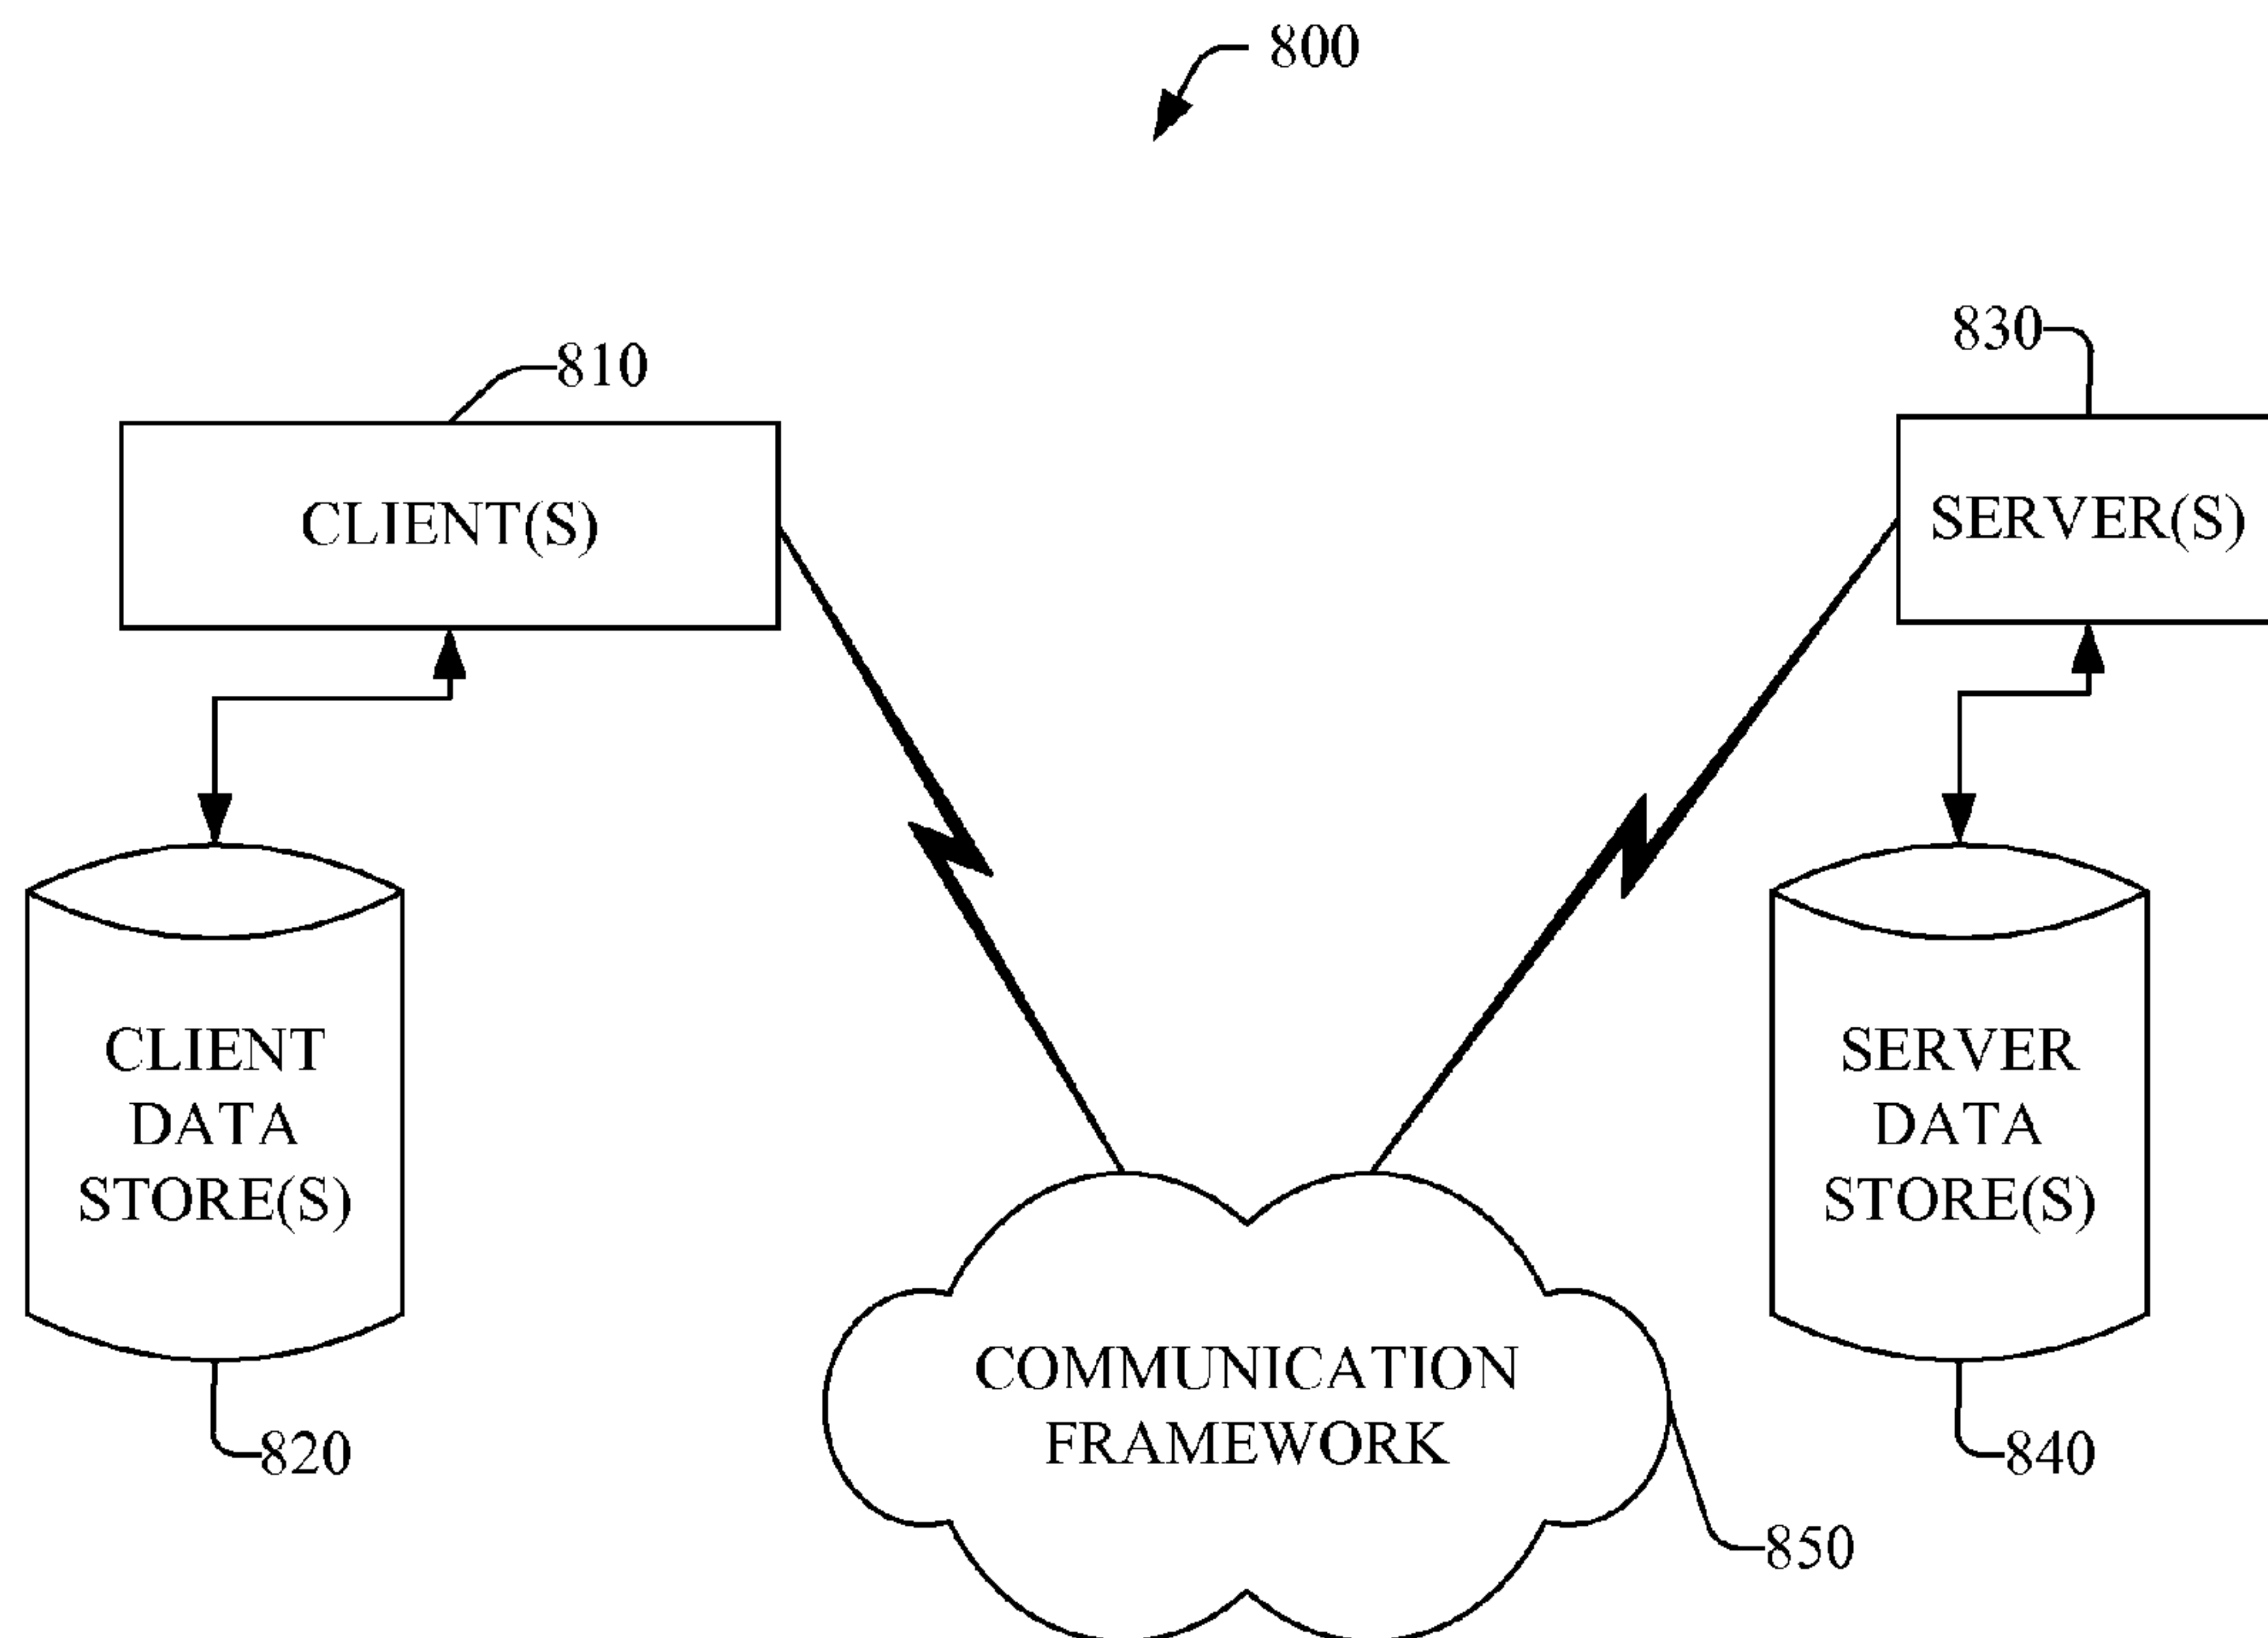 800
810
830
CLIENT(S)
SERVER(S)
CLIENT
DATA
STORE(S)
SERVER
DATA
STORE(S)
COMMUNICATION
FRAMEWORK
820
840
850